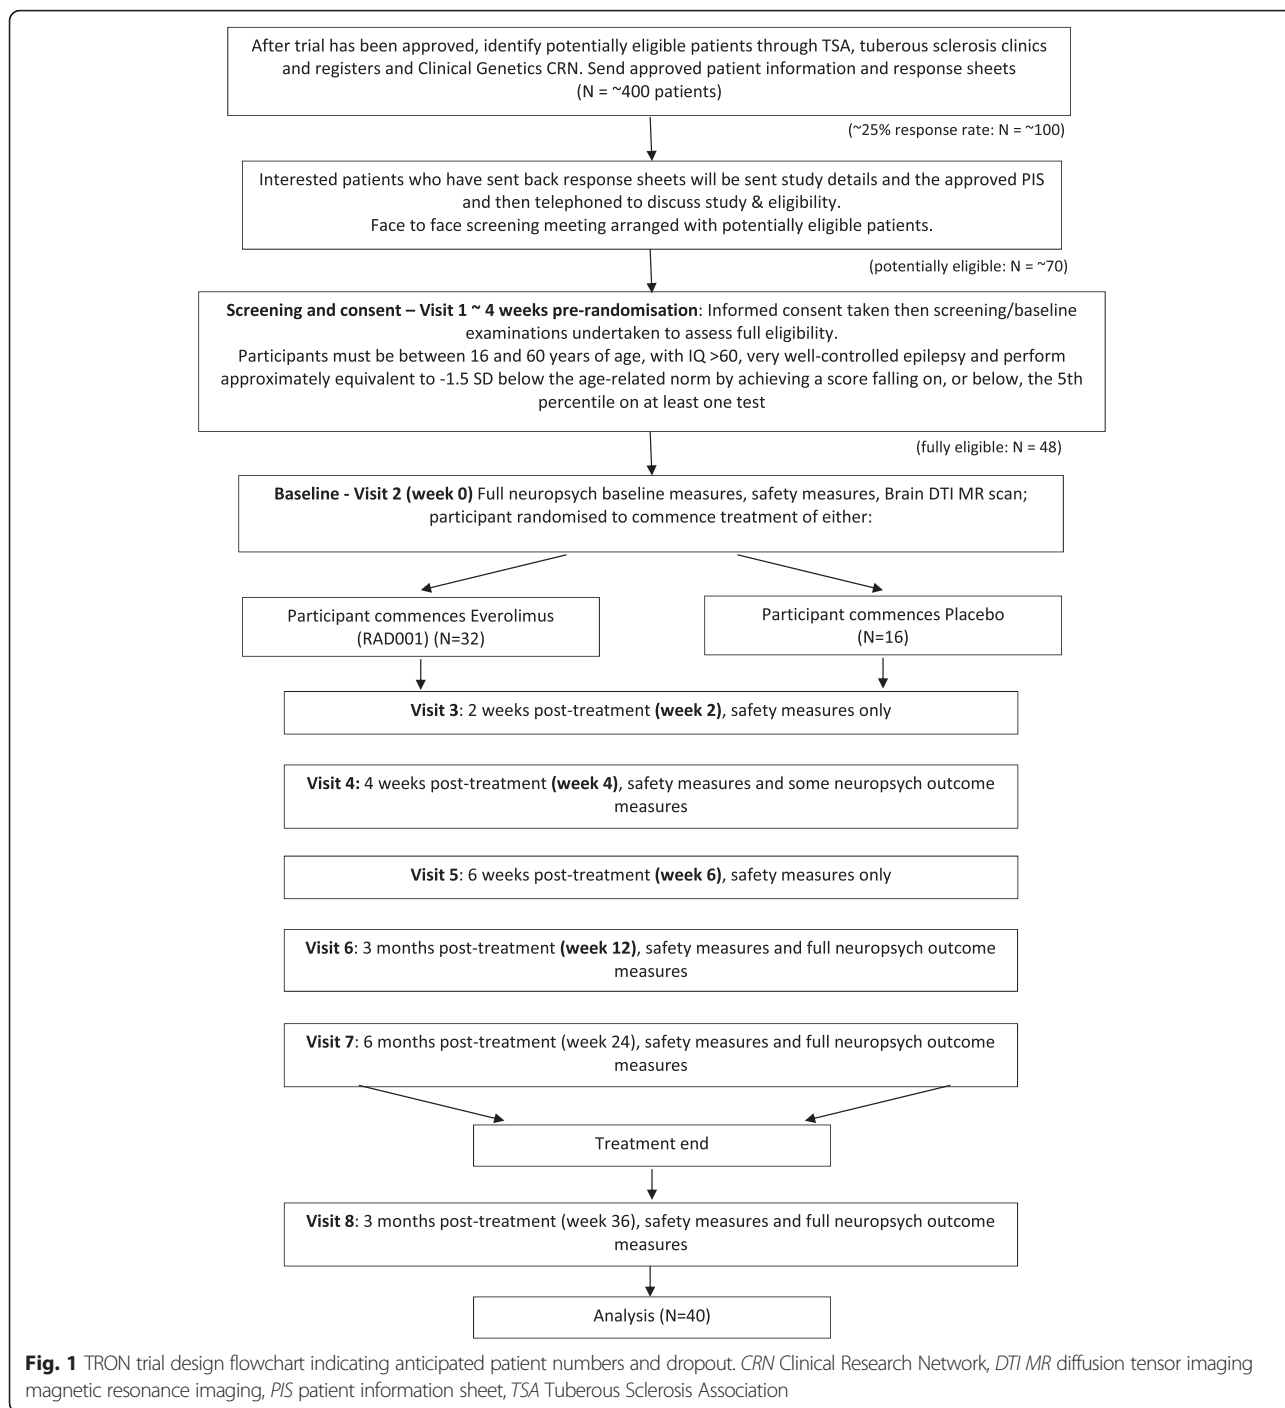 After trial has been approved, identify potentially eligible patients through TSA, tuberous sclerosis clinics
and registers and Clinical Genetics CRN. Send approved patient information and response sheets
(N = ~400 patients)
(~25% response rate: N = ~100)
Interested patients who have sent back response sheets will be sent study details and the approved PIS
and then telephoned to discuss study & eligibility.
Face to face screening meeting arranged with potentially eligible patients.
(potentially eligible: N = ~70)
Screening and consent – Visit 1 ~ 4 weeks pre-randomisation: Informed consent taken then screening/baseline
examinations undertaken to assess full eligibility.
Participants must be between 16 and 60 years of age, with IQ >60, very well-controlled epilepsy and perform
approximately equivalent to -1.5 SD below the age-related norm by achieving a score falling on, or below, the 5th
percentile on at least one test
(fully eligible: N = 48)
Baseline - Visit 2 (week 0) Full neuropsych baseline measures, safety measures, Brain DTI MR scan;
participant randomised to commence treatment of either:
Participant commences Everolimus
(RAD001) (N=32)
Participant commences Placebo
(N=16)
Visit 3: 2 weeks post-treatment (week 2), safety measures only
Visit 4: 4 weeks post-treatment (week 4), safety measures and some neuropsych outcome
measures
Visit 5: 6 weeks post-treatment (week 6), safety measures only
Visit 6: 3 months post-treatment (week 12), safety measures and full neuropsych outcome
measures
Visit 7: 6 months post-treatment (week 24), safety measures and full neuropsych outcome
measures
Treatment end
Visit 8: 3 months post-treatment (week 36), safety measures and full neuropsych outcome
measures
Analysis (N=40)
Fig. 1 TRON trial design flowchart indicating anticipated patient numbers and dropout. CRN Clinical Research Network, DTI MR diffusion tensor imaging
magnetic resonance imaging, PIS patient information sheet, TSA Tuberous Sclerosis Association